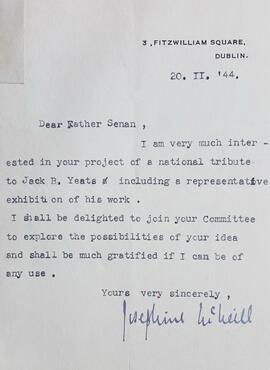 3, FITZWILLIAM SQUARE,
DUBLIN.
20. II. '44.
Dear Father Senan ,
I am very much inter -
ested in your project of a national tribute
to Jack B. Yeats including a representative
exhibition of his work .
I shall be delighted to join your Committee
to explore the possibilities of your idea
and shall be much gratified if I can be of
any use .
Yours very sincerely ,
Josephine McNeill